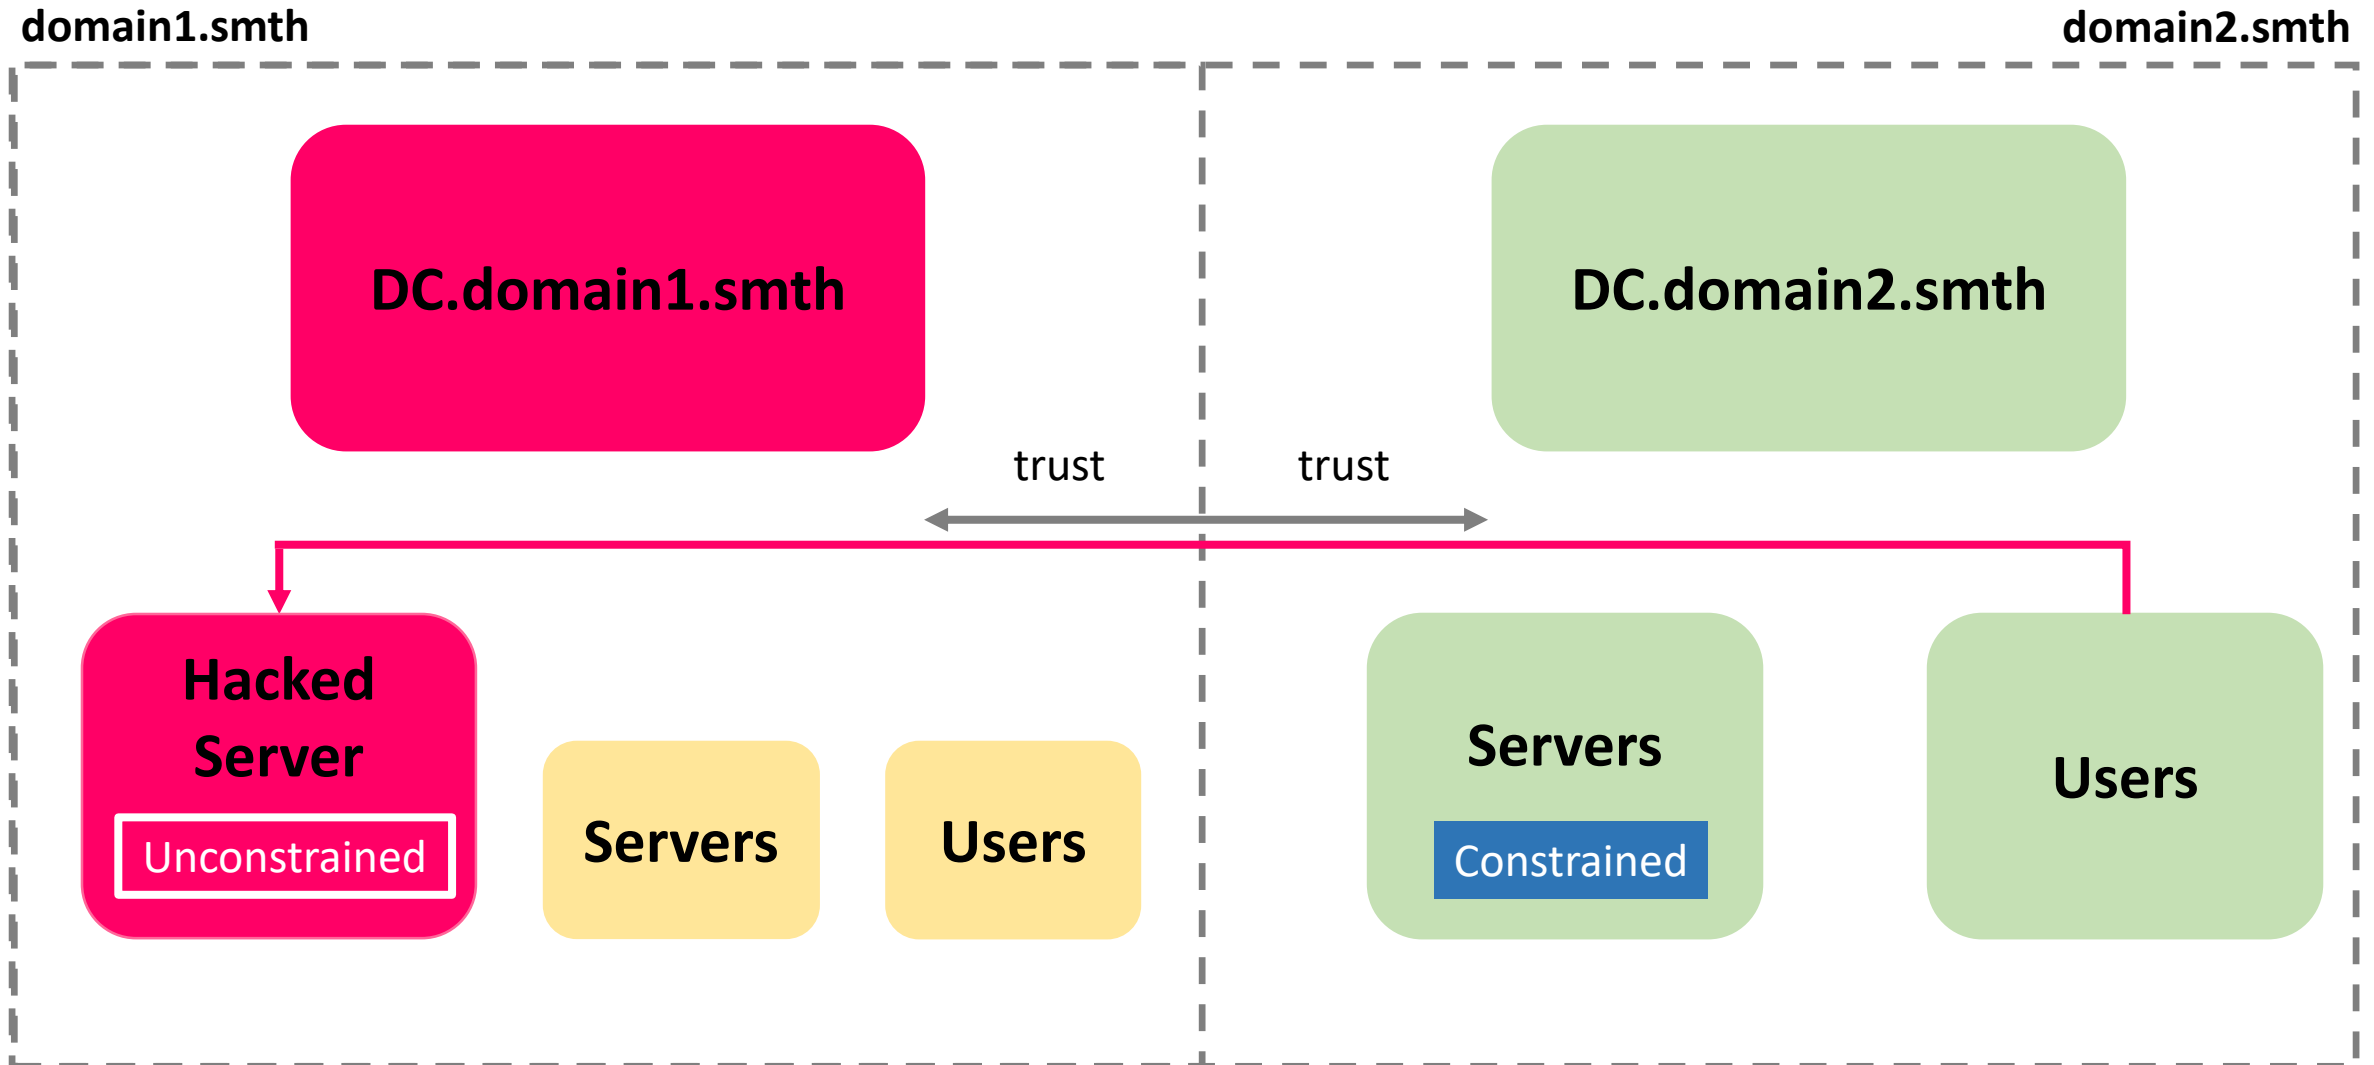 domain1.smth
domain2.smth
DC.domain1.smth
DC.domain2.smth
trust
trust
Hacked
Server
Unconstrained
Servers
Users
Servers
Constrained
Users